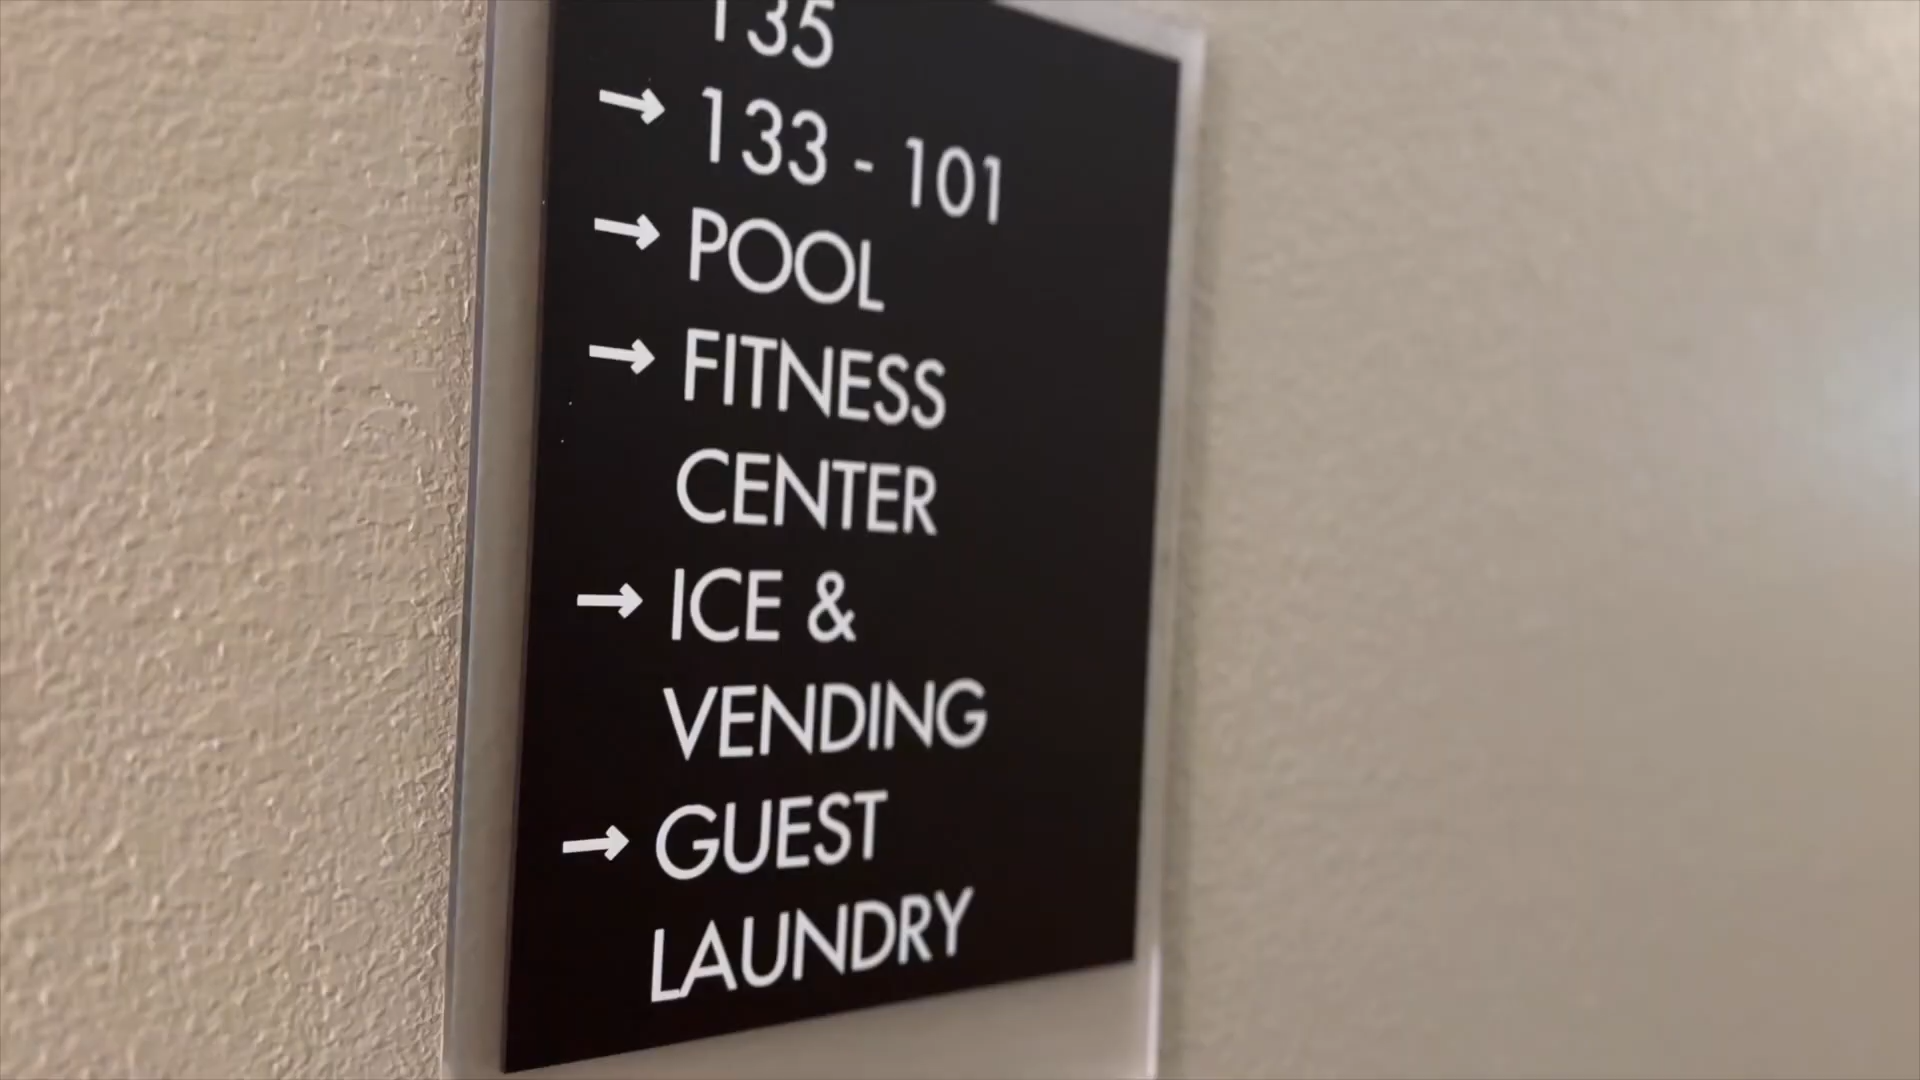 135
→ 133 - 101
→ POOL
→ FITNESS
CENTER
→ ICE &
VENDING
→ GUEST
LAUNDRY